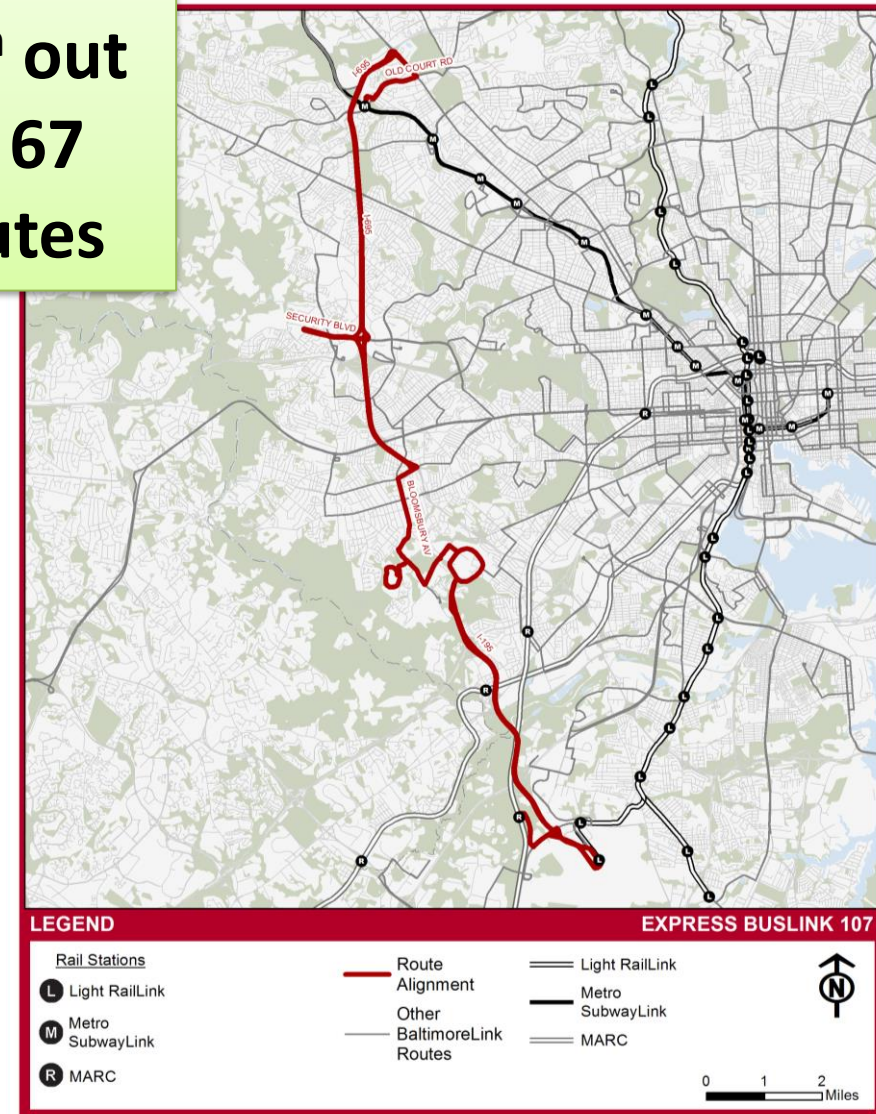 out
67
I-695
OLD COURT RD
I-695
SECURITY BLVD
BLOOMSBURY AV
I-195
LEGEND
EXPRESS BUSLINK 107
Rail Stations
L Light RailLink
M Metro
SubwayLink
R MARC
Route
Alignment
Other
BaltimoreLink
Routes
Light RailLink
Metro
SubwayLink
MARC
N
0 1 2
Miles